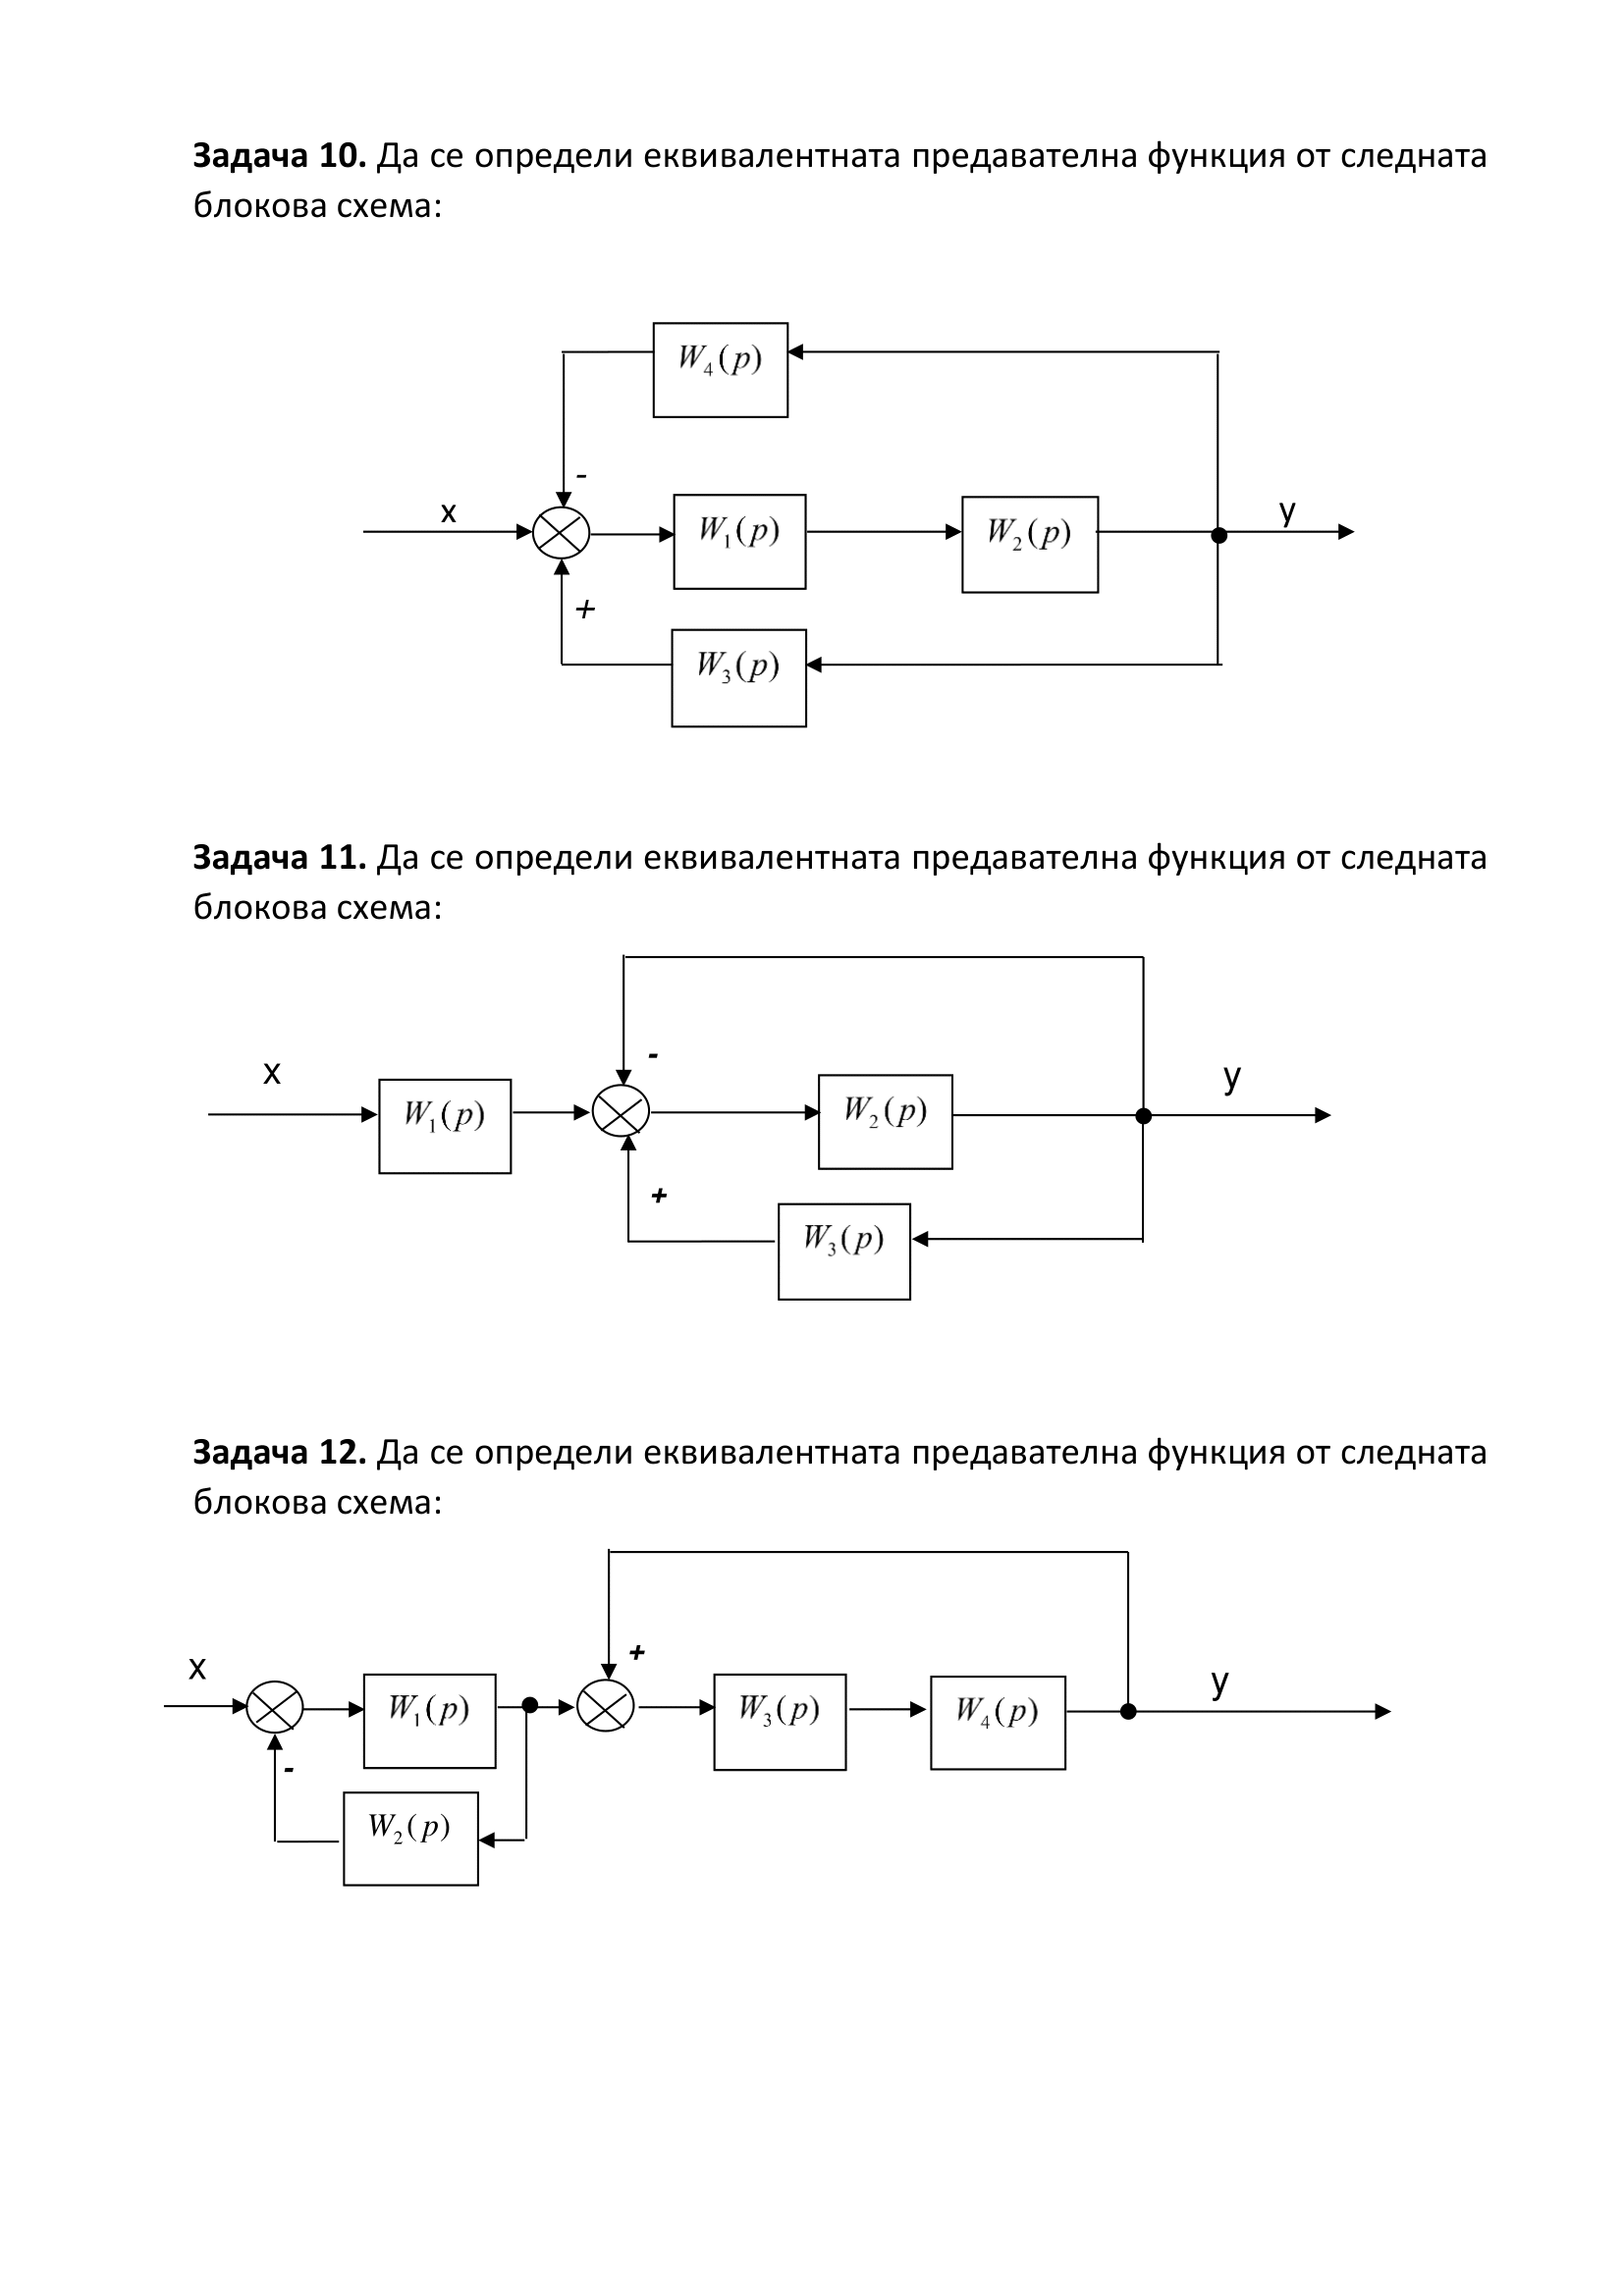 Задача 10. Да се определи еквивалентната предавателна функция от следната
блокова схема:
W₄(p)
-
x
W₁(p)
W₂(p)
y
+
W₃(p)
Задача 11. Да се определи еквивалентната предавателна функция от следната
блокова схема:
-
x
W₁(p)
W₂(p)
y
+
W₃(p)
Задача 12. Да се определи еквивалентната предавателна функция от следната
блокова схема:
+
x
W₁(p)
W₃(p)
W₄(p)
y
-
W₂(p)